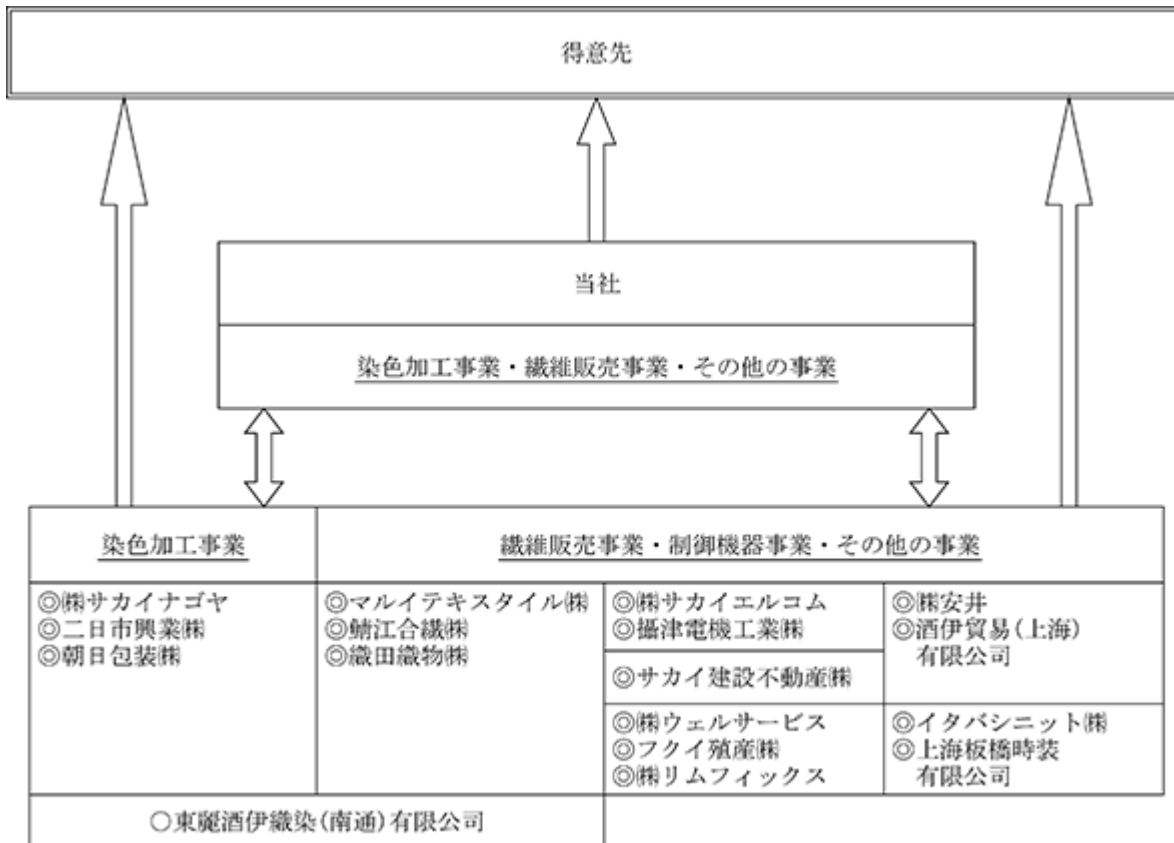 得意先
当社
染色加工事業・繊維販売事業・その他の事業
染色加工事業
繊維販売事業・制御機器事業・その他の事業
◎㈱サカイナゴヤ
◎二日市興業㈱
◎朝日包装㈱
◎マルイテキスタイル㈱
◎鯖江合繊㈱
◎織田織物㈱
◎㈱サカイエルコム
◎攝津電機工業㈱
◎サカイ建設不動産㈱
◎㈱ウェルサービス
◎フクイ殖産㈱
◎㈱リムフィックス
◎㈱安井
◎酒伊貿易(上海)
有限公司
◎イタバシニット㈱
◎上海板橋時装
有限公司
○東麗酒伊織染(南通)有限公司